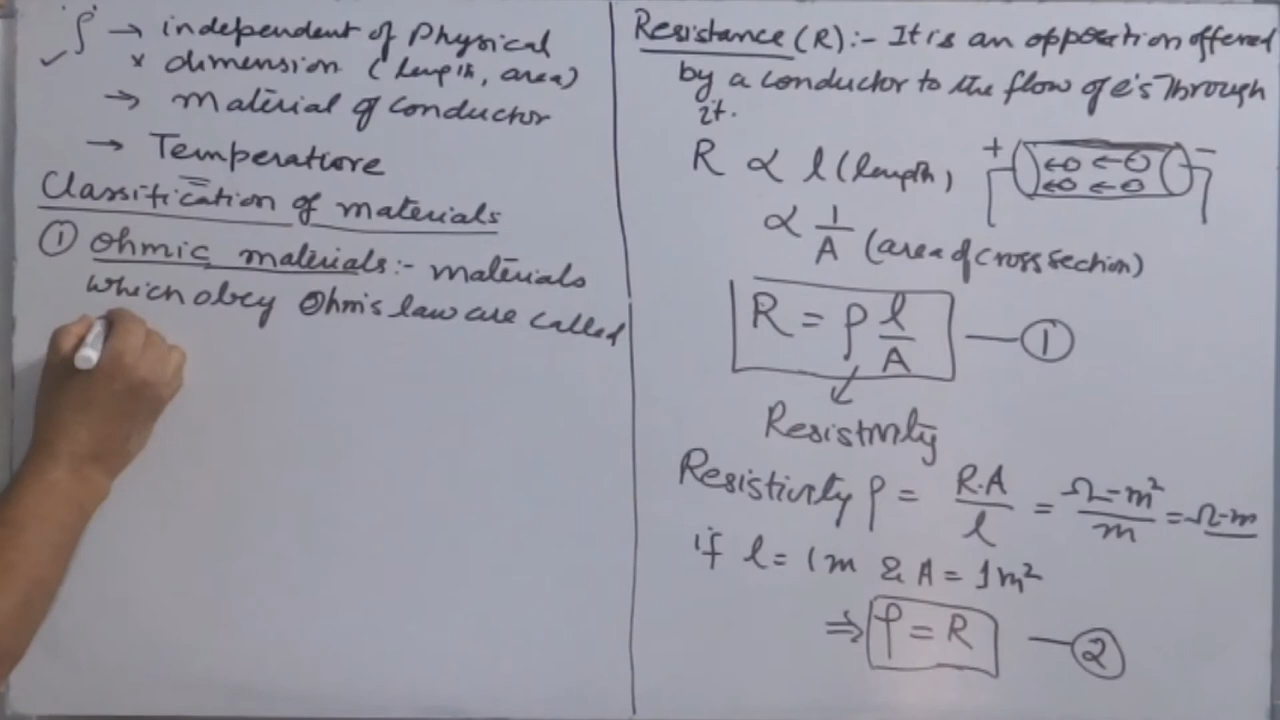 'ρ' → independent of Physical
x dimension (length, area)
→ material of conductor
→ Temperature
Classification of materials
① Ohmic materials:- materials
which obey Ohm's law are called
Resistance (R):- It is an opposition offered
by a conductor to the flow of e's Through
it.
R ∝ l (length)
+ -
∝ 1/A (area of cross section)
R = ρ l/A — ①
Resistivity
Resistivity ρ = R.A/l = Ω-m²/m = Ω-m
if l = 1m & A = 1m²
⇒ ρ = R — ②